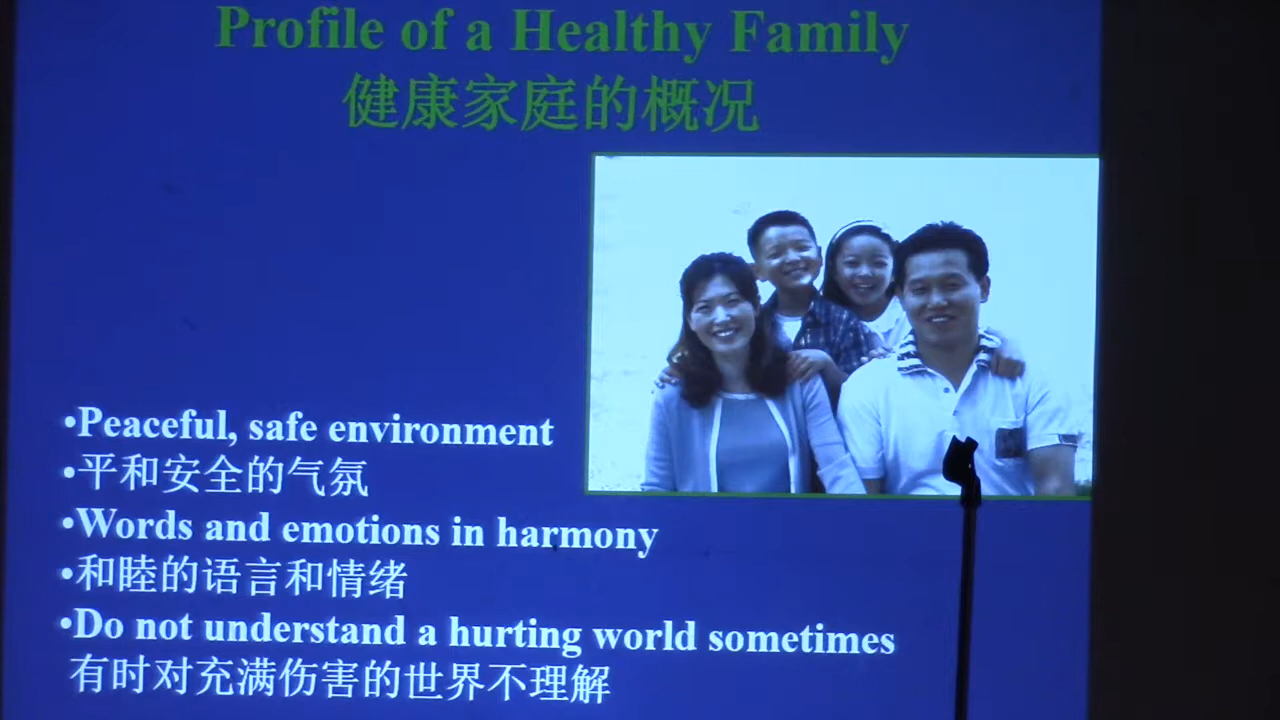 Profile of a Healthy Family
健康家庭的概况
•Peaceful, safe environment
•平和安全的气氛
•Words and emotions in harmony
•和睦的语言和情绪
•Do not understand a hurting world sometimes
有时对充满伤害的世界不理解